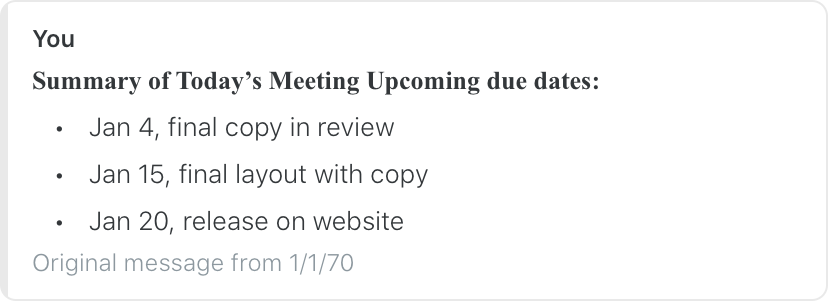 You
Summary of Today’s Meeting Upcoming due dates:
• Jan 4, final copy in review
• Jan 15, final layout with copy
• Jan 20, release on website
Original message from 1/1/70